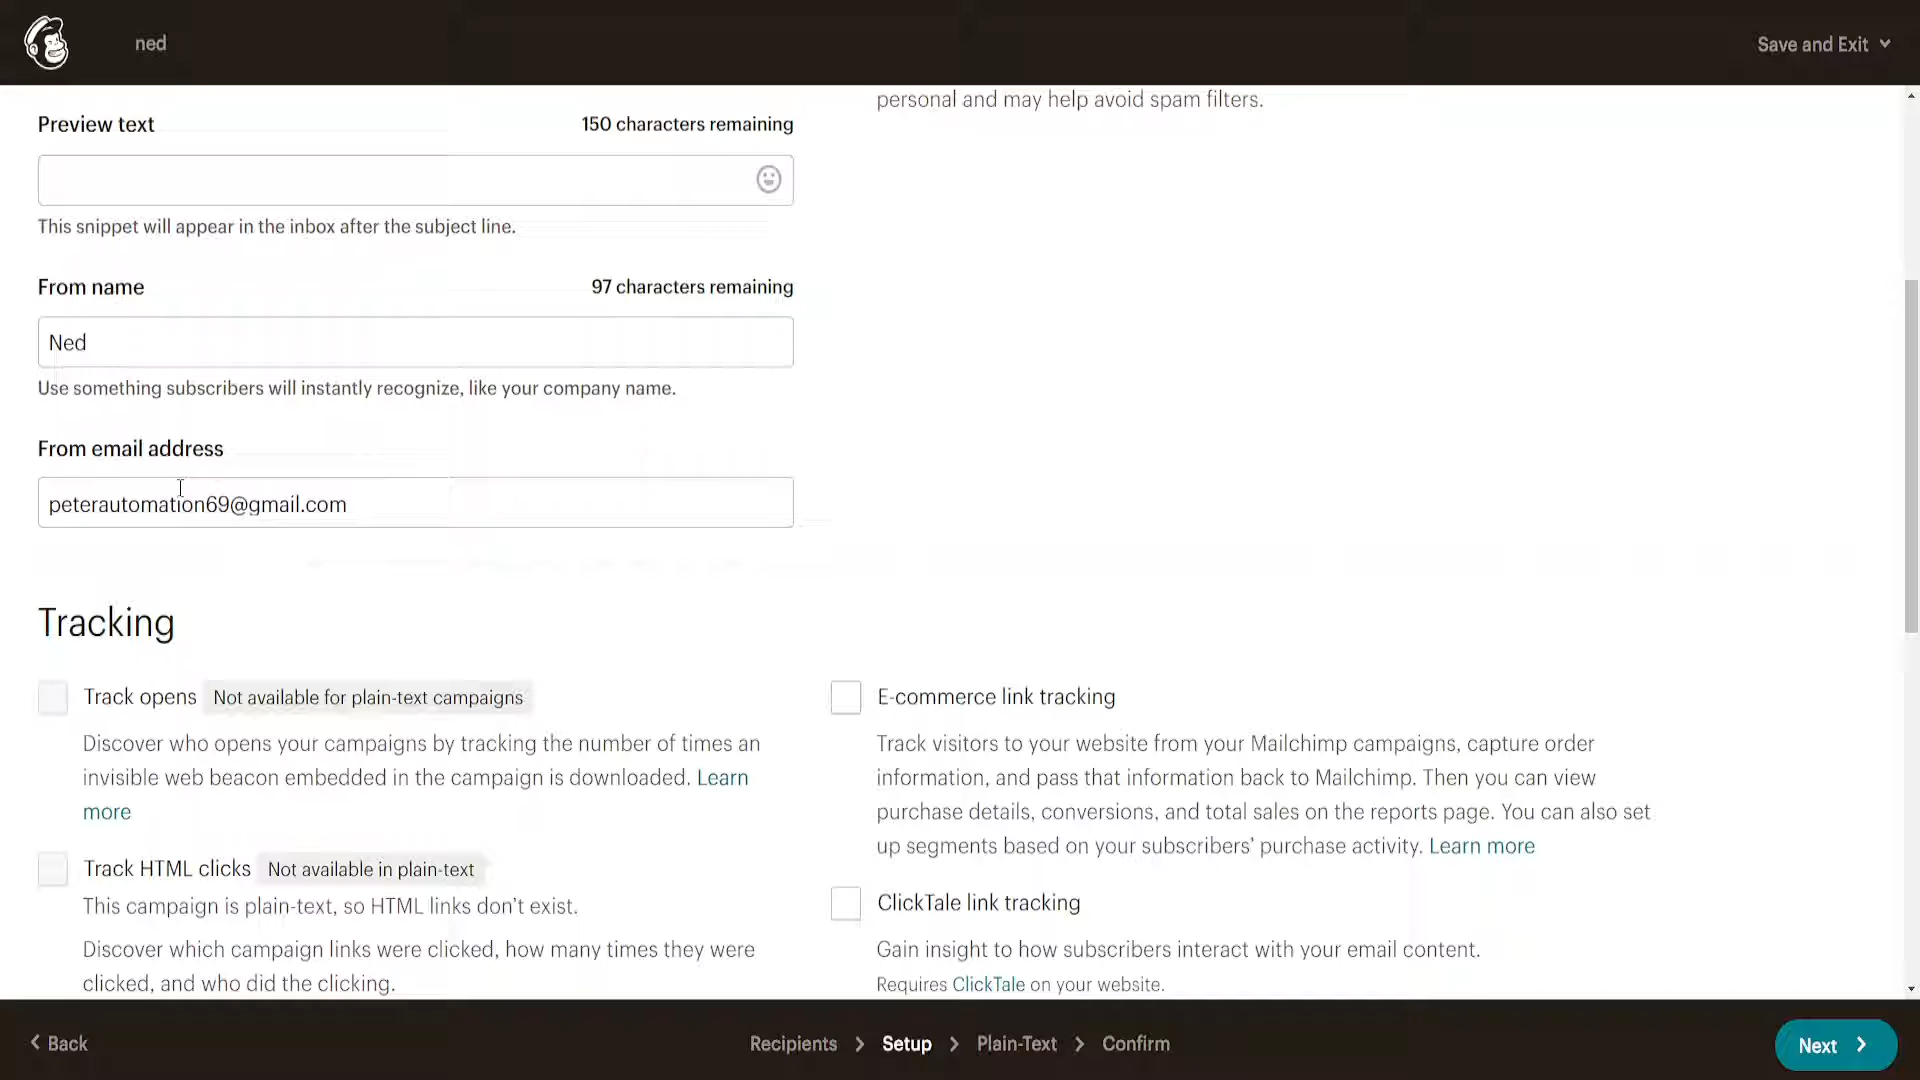 ned
Save and Exit
personal and may help avoid spam filters.
Preview text
150 characters remaining
This snippet will appear in the inbox after the subject line.
From name
97 characters remaining
Ned
Use something subscribers will instantly recognize, like your company name.
From email address
peterautomation69@gmail.com
Tracking
Track opens Not available for plain-text campaigns
Discover who opens your campaigns by tracking the number of times an
invisible web beacon embedded in the campaign is downloaded. Learn
more
Track HTML clicks Not available in plain-text
This campaign is plain-text, so HTML links don't exist.
Discover which campaign links were clicked, how many times they were
clicked, and who did the clicking.
E-commerce link tracking
Track visitors to your website from your Mailchimp campaigns, capture order
information, and pass that information back to Mailchimp. Then you can view
purchase details, conversions, and total sales on the reports page. You can also set
up segments based on your subscribers' purchase activity. Learn more
ClickTale link tracking
Gain insight to how subscribers interact with your email content.
Requires ClickTale on your website.
Back
Recipients > Setup > Plain-Text > Confirm
Next